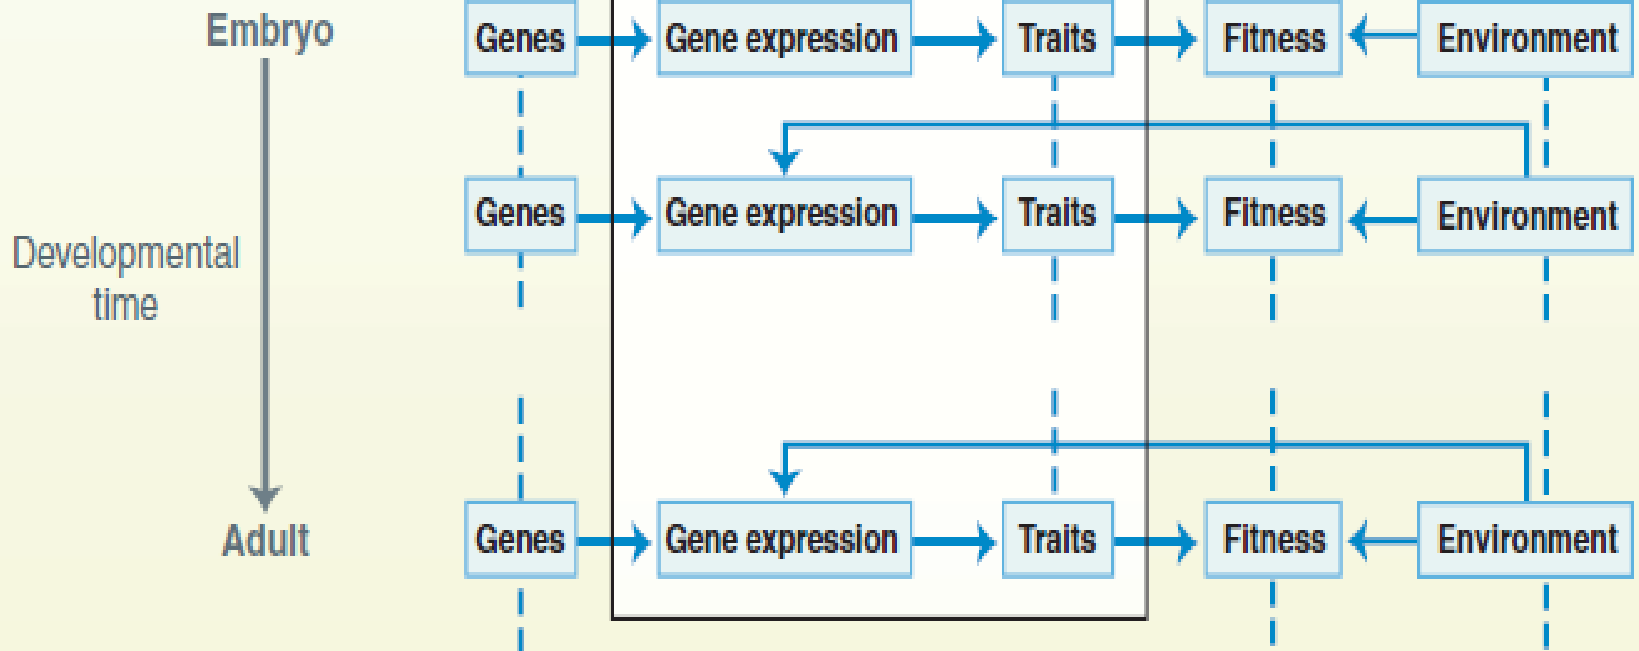 Embryo
Genes Gene expression Traits Fitness Environment
Genes Gene expression Traits Fitness Environment
Developmental
time
Adult
Genes Gene expression Traits Fitness Environment